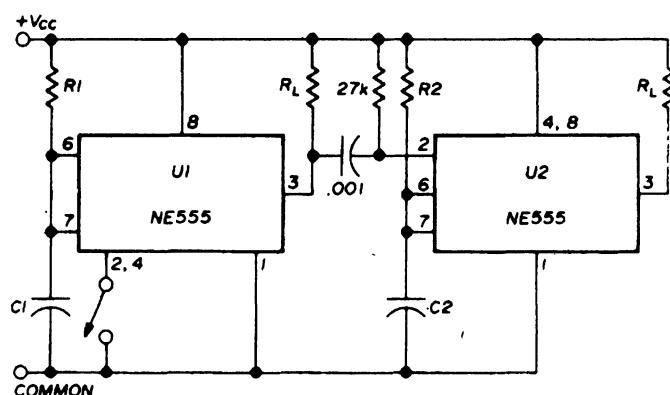 +VCC
R1
8
RL
27k
R2
4, 8
RL
6
U1
3
.001
2
U2
3
7
NE555
6
NE555
7
2, 4
1
1
C1
C2
COMMON